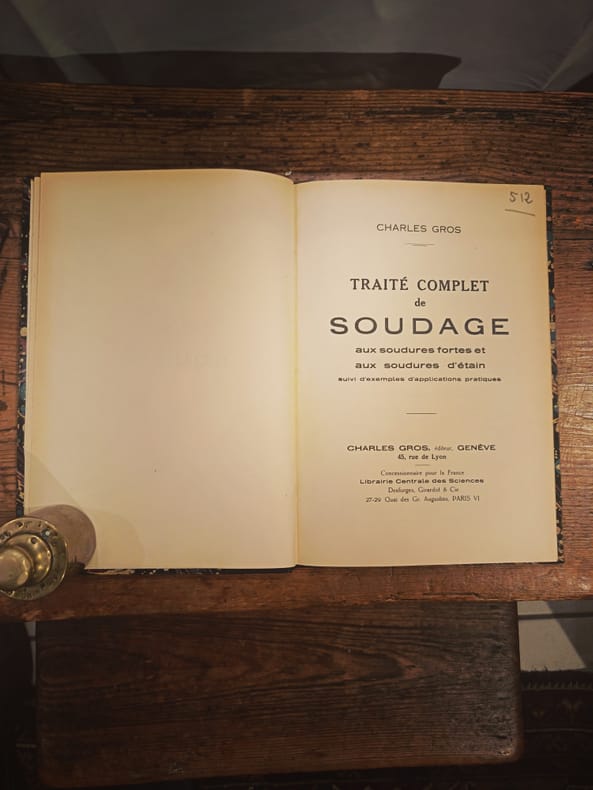 512
CHARLES GROS
TRAITÉ COMPLET
de
SOUDAGE
aux soudures fortes et
aux soudures d'étain
suivi d'exemples d'applications pratiques
CHARLES GROS, éditeur, GENÈVE
45, rue de Lyon
Concessionnaire pour la France
Librairie Centrale des Sciences
Desforges, Girardot & Cie
27-29 Quai des Gr. Augustins, PARIS VI